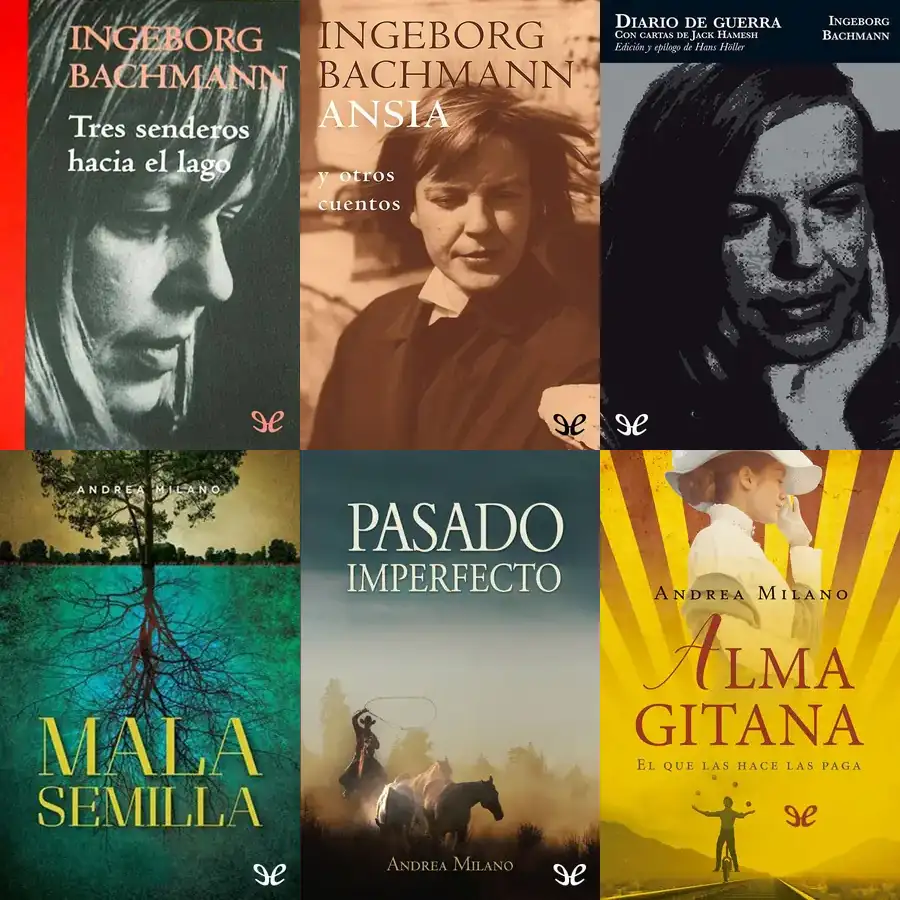 INGEBORG
BACHMANN
Tres senderos
hacia el lago
INGEBORG
BACHMANN
ANSIA
y otros
cuentos
DIARIO DE GUERRA
CON CARTAS DE JACK HAMESH
Edición y epílogo de Hans Höller
INGEBORG
BACHMANN
ANDREA MILANO
MALA
SEMILLA
PASADO
IMPERFECTO
ANDREA MILANO
ANDREA MILANO
ALMA
GITANA
EL QUE LAS HACE LAS PAGA